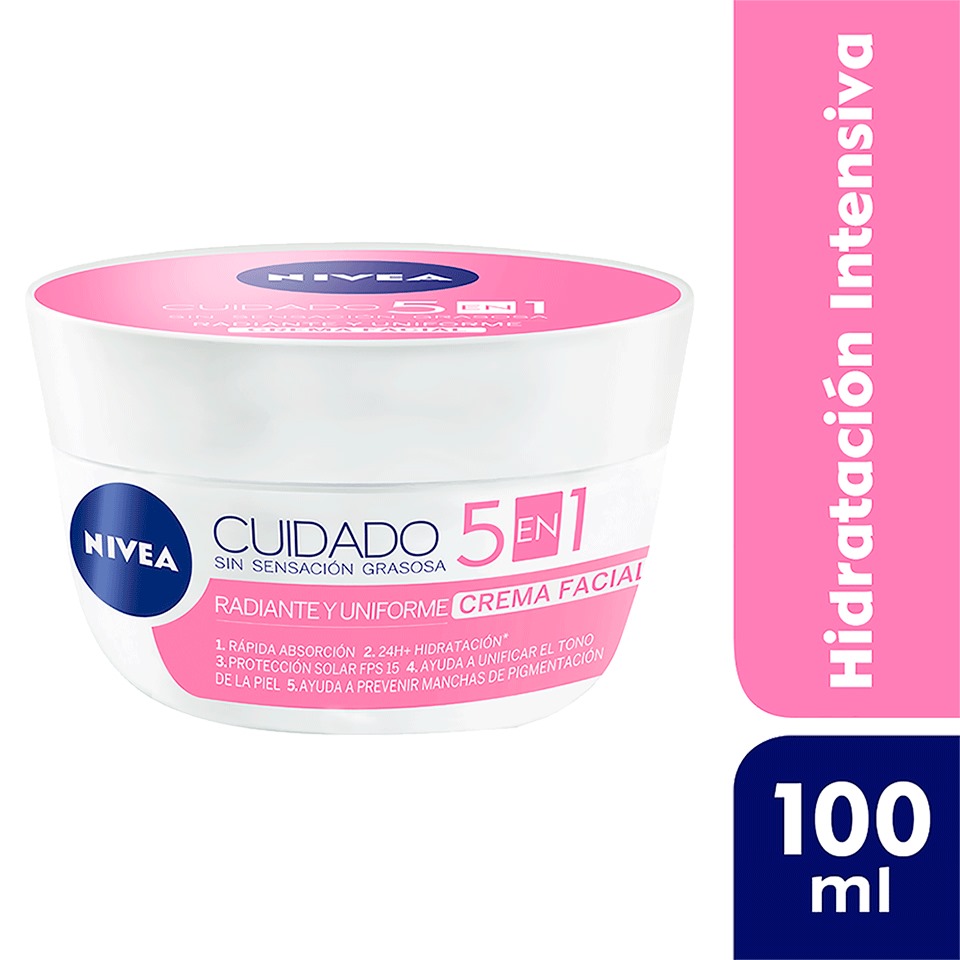 NIVEA
CUIDADO 5 EN 1
SIN SENSACIÓN GRASOSA
RADIANTE Y UNIFORME
CREMA FACIAL
NIVEA
CUIDADO 5 EN 1
SIN SENSACIÓN GRASOSA
RADIANTE Y UNIFORME CREMA FACIAL
1. RÁPIDA ABSORCIÓN 2. 24H+ HIDRATACIÓN*
3. PROTECCIÓN SOLAR FPS 15 4. AYUDA A UNIFICAR EL TONO
DE LA PIEL 5. AYUDA A PREVENIR MANCHAS DE PIGMENTACIÓN
Hidratación Intensiva
100
ml